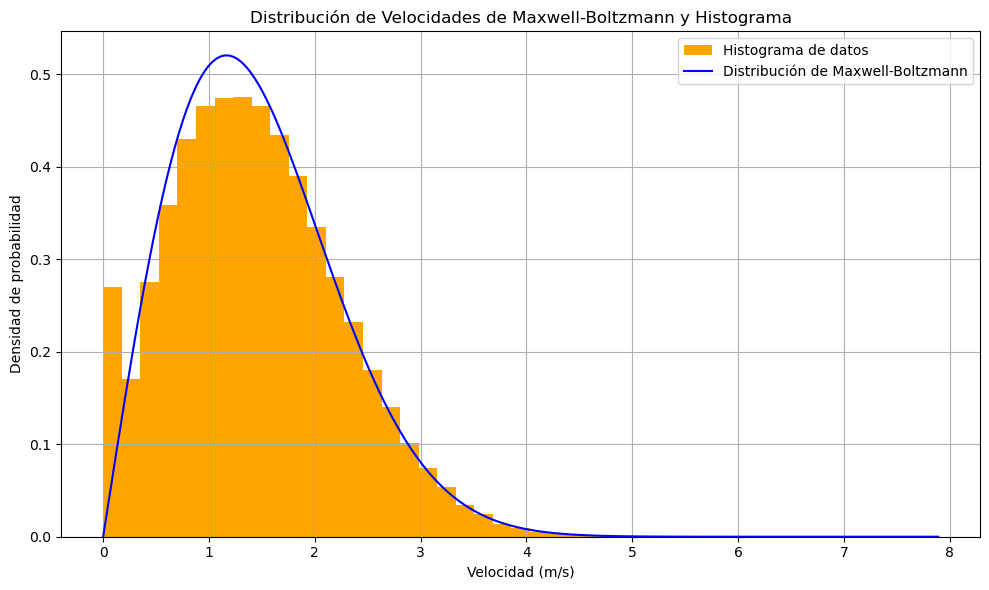 Distribución de Velocidades de Maxwell-Boltzmann y Histograma
Histograma de datos
Distribución de Maxwell-Boltzmann
Densidad de probabilidad
0.5
0.4
0.3
0.2
0.1
0.0
0 1 2 3 4 5 6 7 8
Velocidad (m/s)